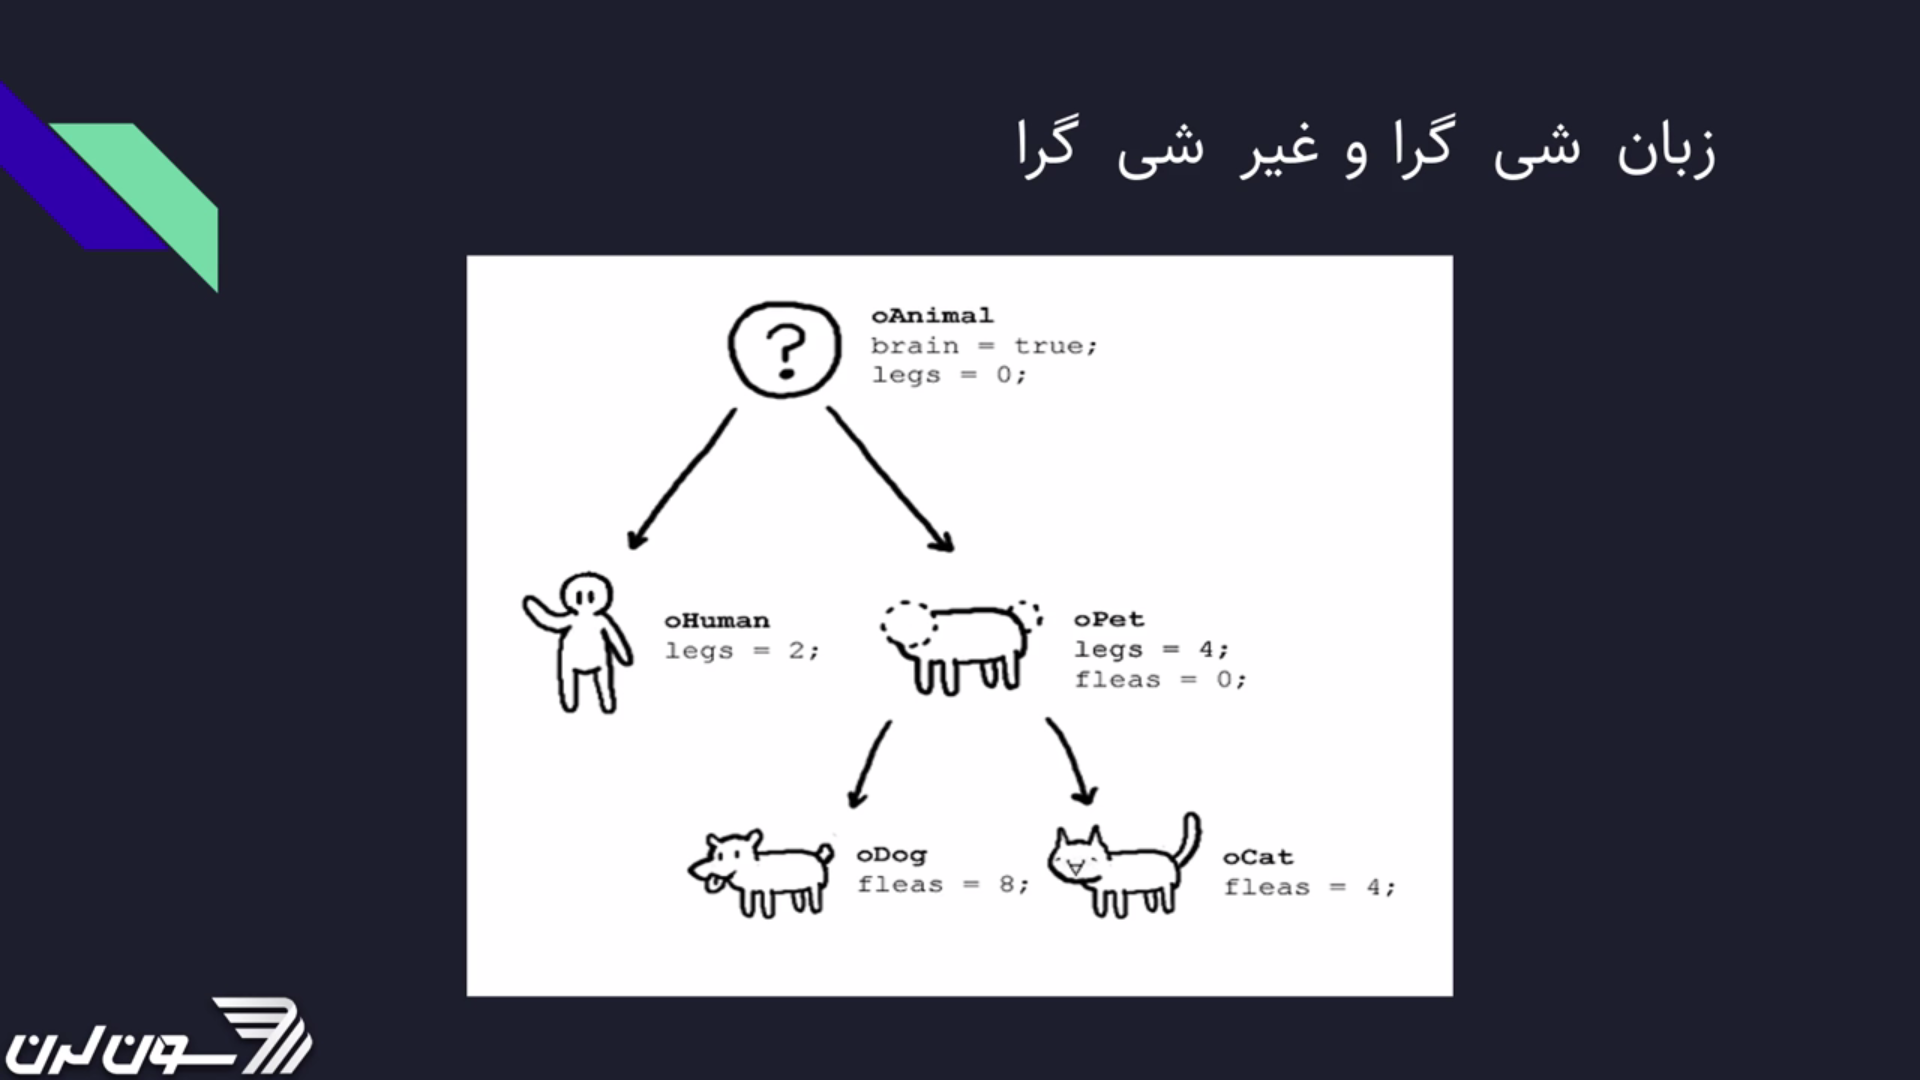 زبان شی گرا و غیر شی گرا
?
oAnimal
brain = true;
legs = 0;
oHuman
legs = 2;
oPet
legs = 4;
fleas = 0;
oDog
fleas = 8;
oCat
fleas = 4;
سون لرن